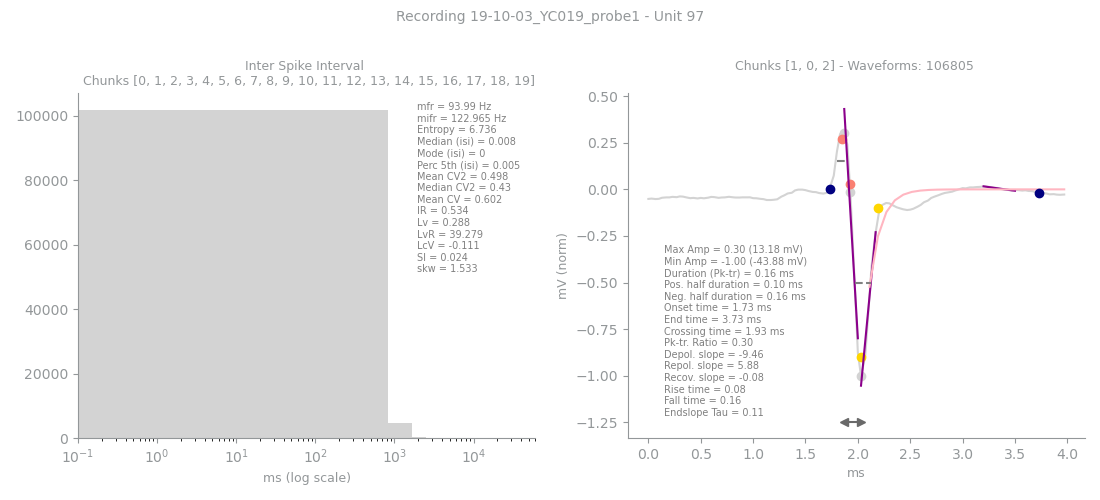 Recording 19-10-03_YC019_probe1 - Unit 97
Inter Spike Interval
Chunks [0, 1, 2, 3, 4, 5, 6, 7, 8, 9, 10, 11, 12, 13, 14, 15, 16, 17, 18, 19]
100000
80000
60000
40000
20000
0
mfr = 93.99 Hz
mifr = 122.965 Hz
Entropy = 6.736
Median (isi) = 0.008
Mode (isi) = 0
Perc 5th (isi) = 0.005
Mean CV2 = 0.498
Median CV2 = 0.43
Mean CV = 0.602
IR = 0.534
Lv = 0.288
LvR = 39.279
LcV = -0.111
SI = 0.024
skw = 1.533
10⁻¹ 10⁰ 10¹ 10² 10³ 10⁴
ms (log scale)
Chunks [1, 0, 2] - Waveforms: 106805
mV (norm)
0.50
0.25
0.00
−0.25
−0.50
−0.75
−1.00
−1.25
Max Amp = 0.30 (13.18 mV)
Min Amp = -1.00 (-43.88 mV)
Duration (Pk-tr) = 0.16 ms
Pos. half duration = 0.10 ms
Neg. half duration = 0.16 ms
Onset time = 1.73 ms
End time = 3.73 ms
Crossing time = 1.93 ms
Pk-tr. Ratio = 0.30
Depol. slope = -9.46
Repol. slope = 5.88
Recov. slope = -0.08
Rise time = 0.08
Fall time = 0.16
Endslope Tau = 0.11
0.0 0.5 1.0 1.5 2.0 2.5 3.0 3.5 4.0
ms